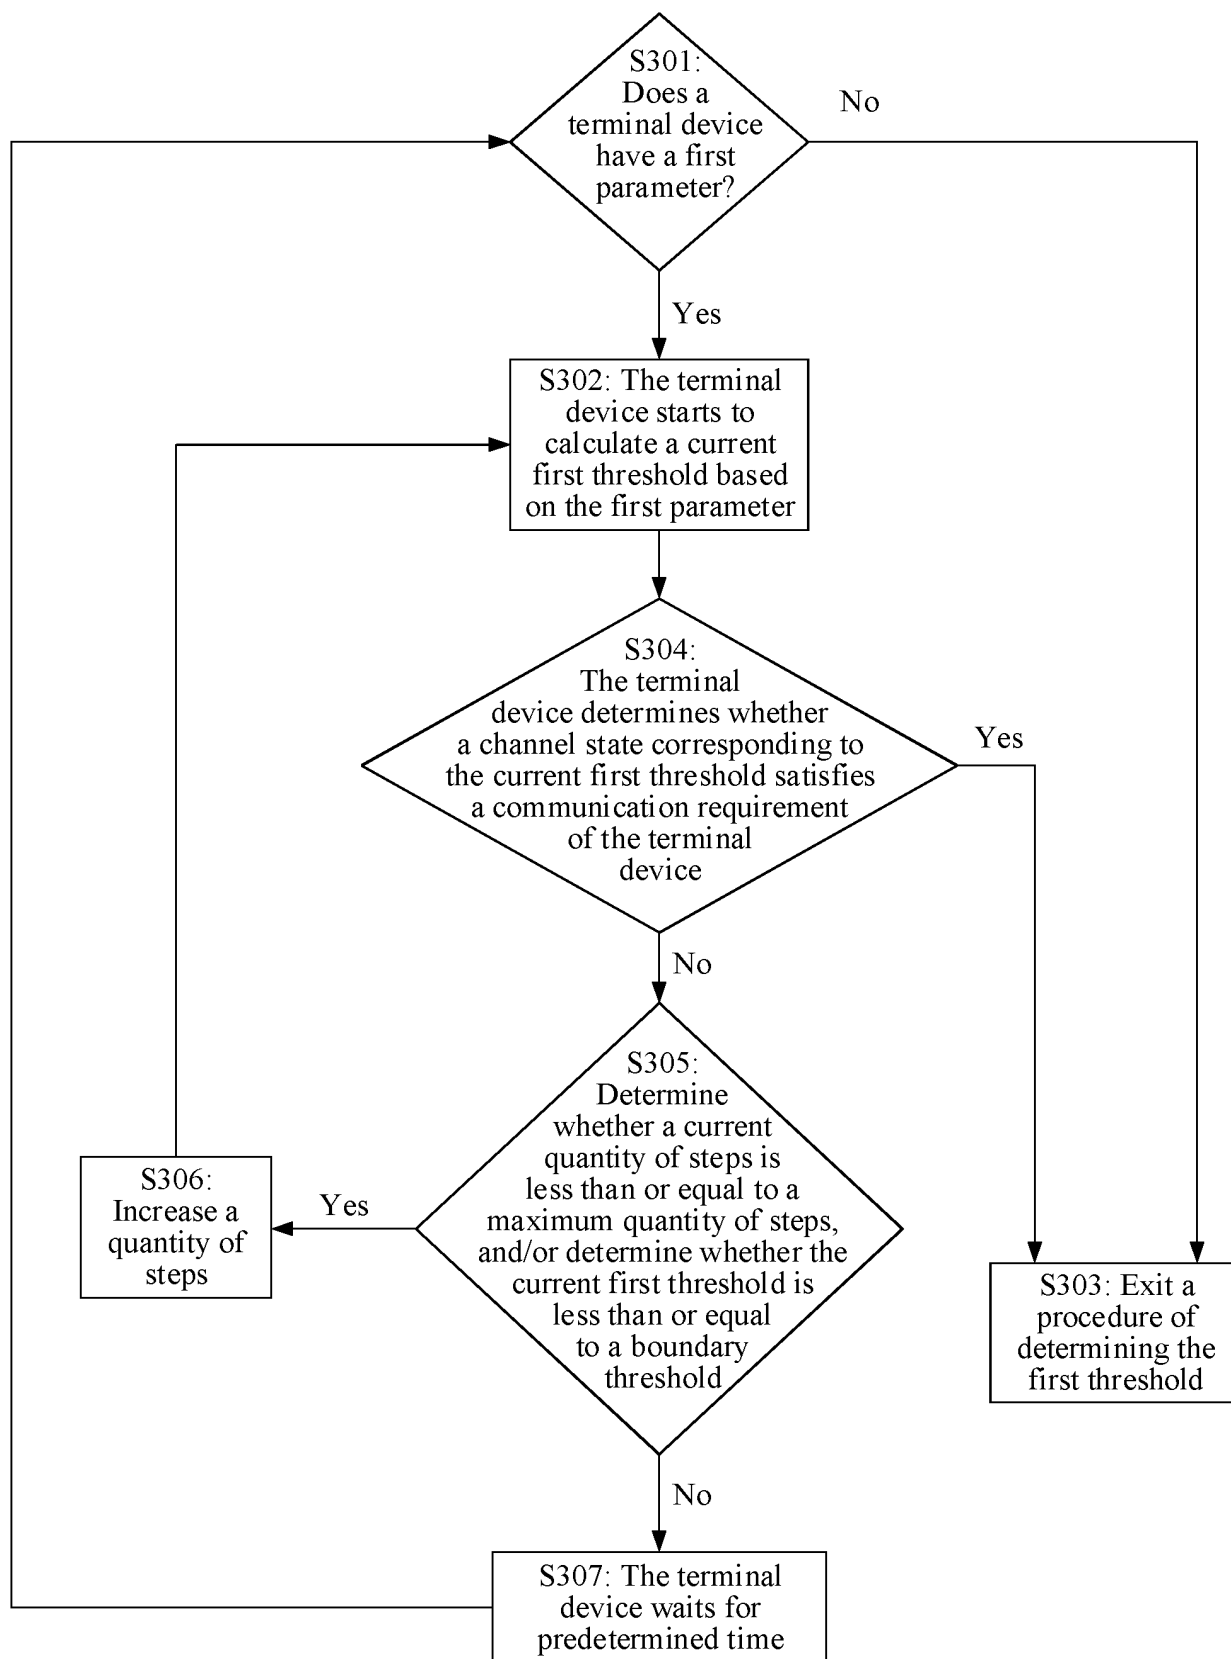 S301:
Does a
terminal device
have a first
parameter?
No
Yes
S302: The terminal
device starts to
calculate a current
first threshold based
on the first parameter
S304:
The terminal
device determines whether
a channel state corresponding to
the current first threshold satisfies
a communication requirement
of the terminal
device
Yes
No
S305:
Determine
whether a current
quantity of steps is
less than or equal to a
maximum quantity of steps,
and/or determine whether the
current first threshold is
less than or equal
to a boundary
threshold
Yes
S306:
Increase a
quantity of
steps
S303: Exit a
procedure of
determining the
first threshold
No
S307: The terminal
device waits for
predetermined time